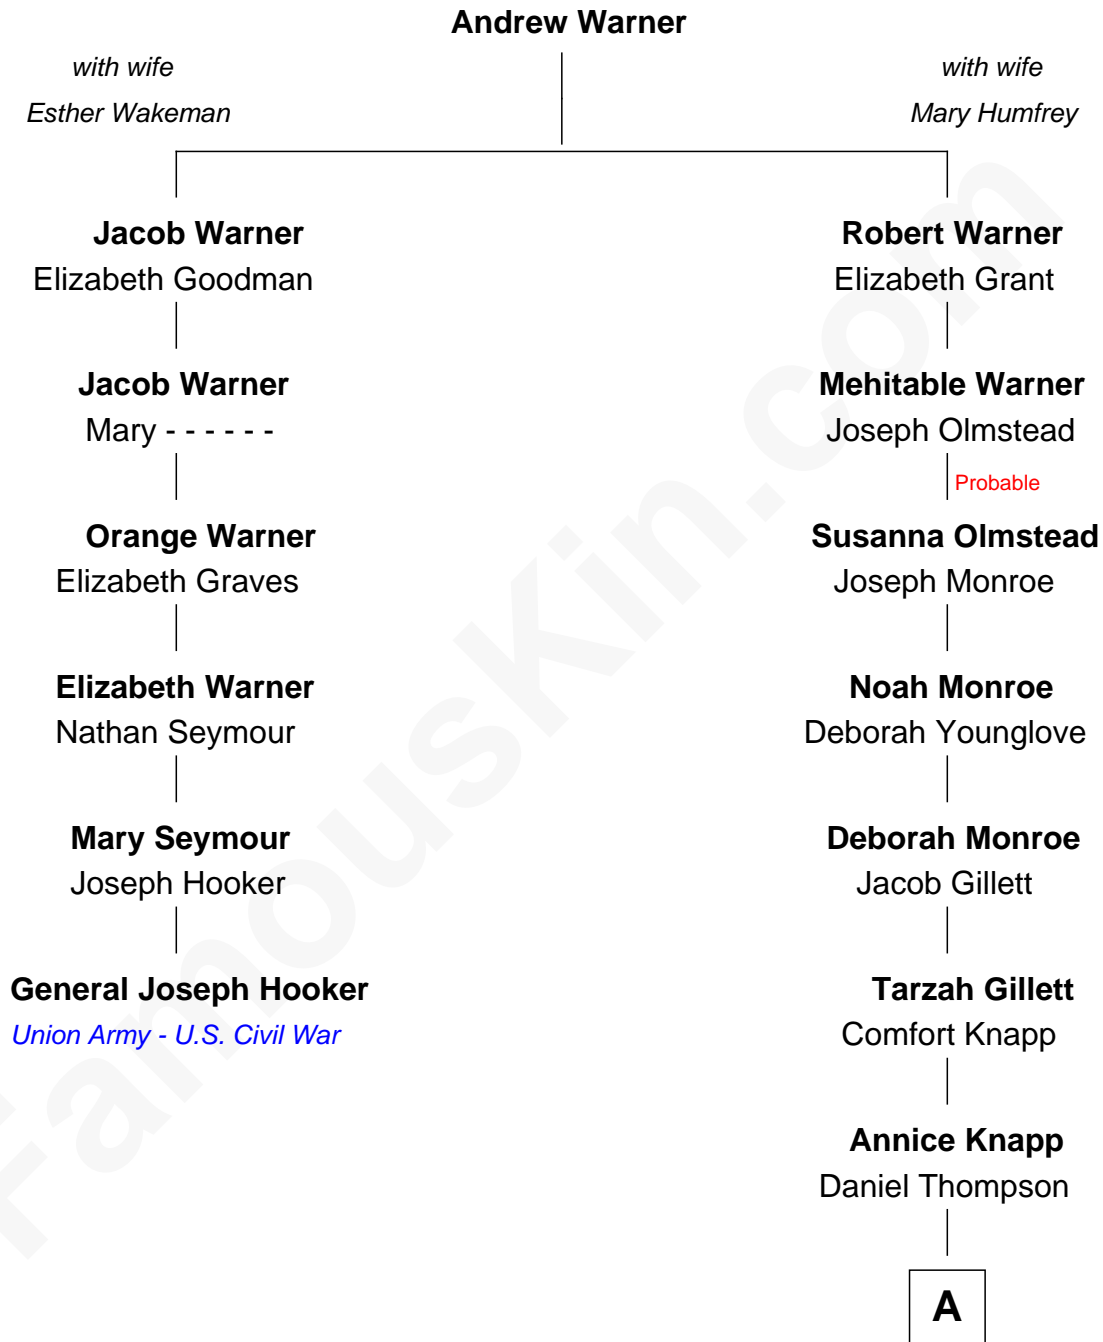 Andrew Warner
with wife
Esther Wakeman
with wife
Mary Humfrey
Jacob Warner
Elizabeth Goodman
Jacob Warner
Mary - - - - - -
Orange Warner
Elizabeth Graves
Elizabeth Warner
Nathan Seymour
Mary Seymour
Joseph Hooker
General Joseph Hooker
Union Army - U.S. Civil War
Robert Warner
Elizabeth Grant
Mehitable Warner
Joseph Olmstead
Probable
Susanna Olmstead
Joseph Monroe
Noah Monroe
Deborah Younglove
Deborah Monroe
Jacob Gillett
Tarzah Gillett
Comfort Knapp
Annice Knapp
Daniel Thompson
A
FamousKin.com